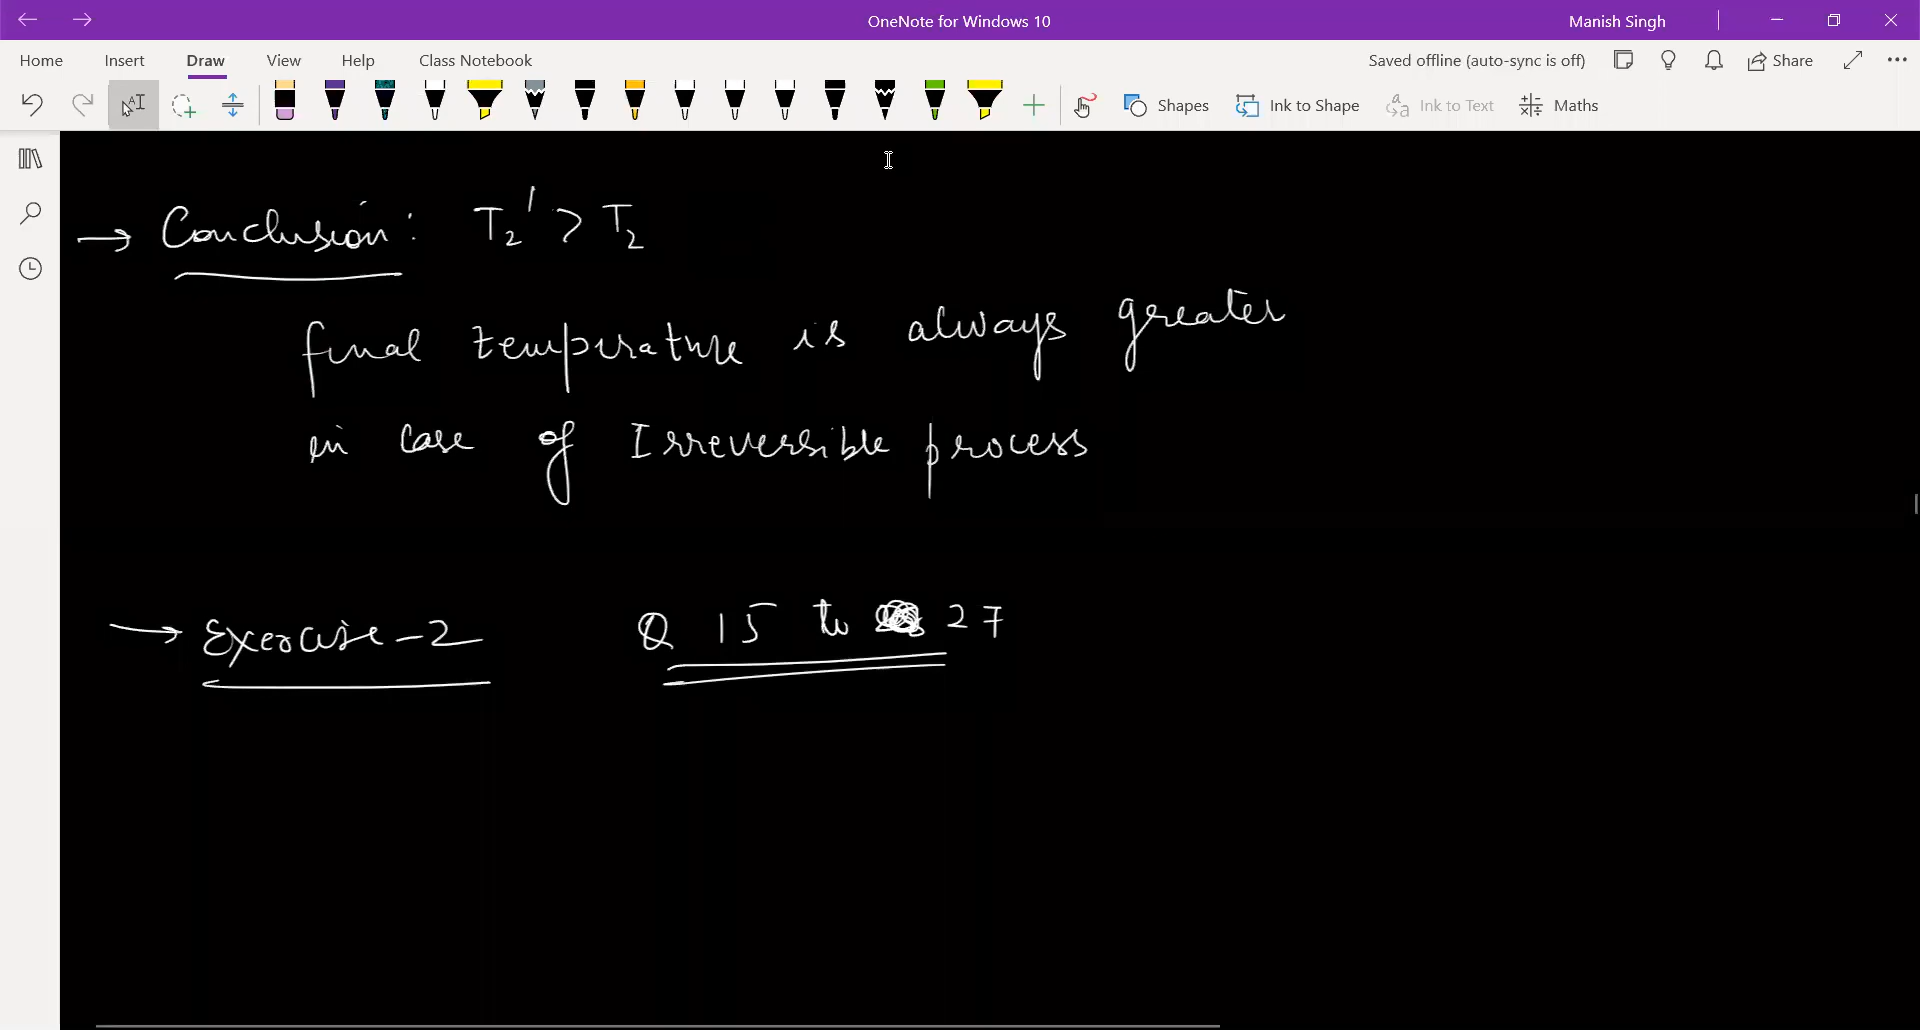 OneNote for Windows 10
Manish Singh
Home Insert Draw View Help Class Notebook
Saved offline (auto-sync is off) Share
Shapes Ink to Shape Ink to Text Maths
→ Conclusion: T₂' > T₂
final temperature is always greater
in case of Irreversible process
→ Exercise-2 Q 15 to 27